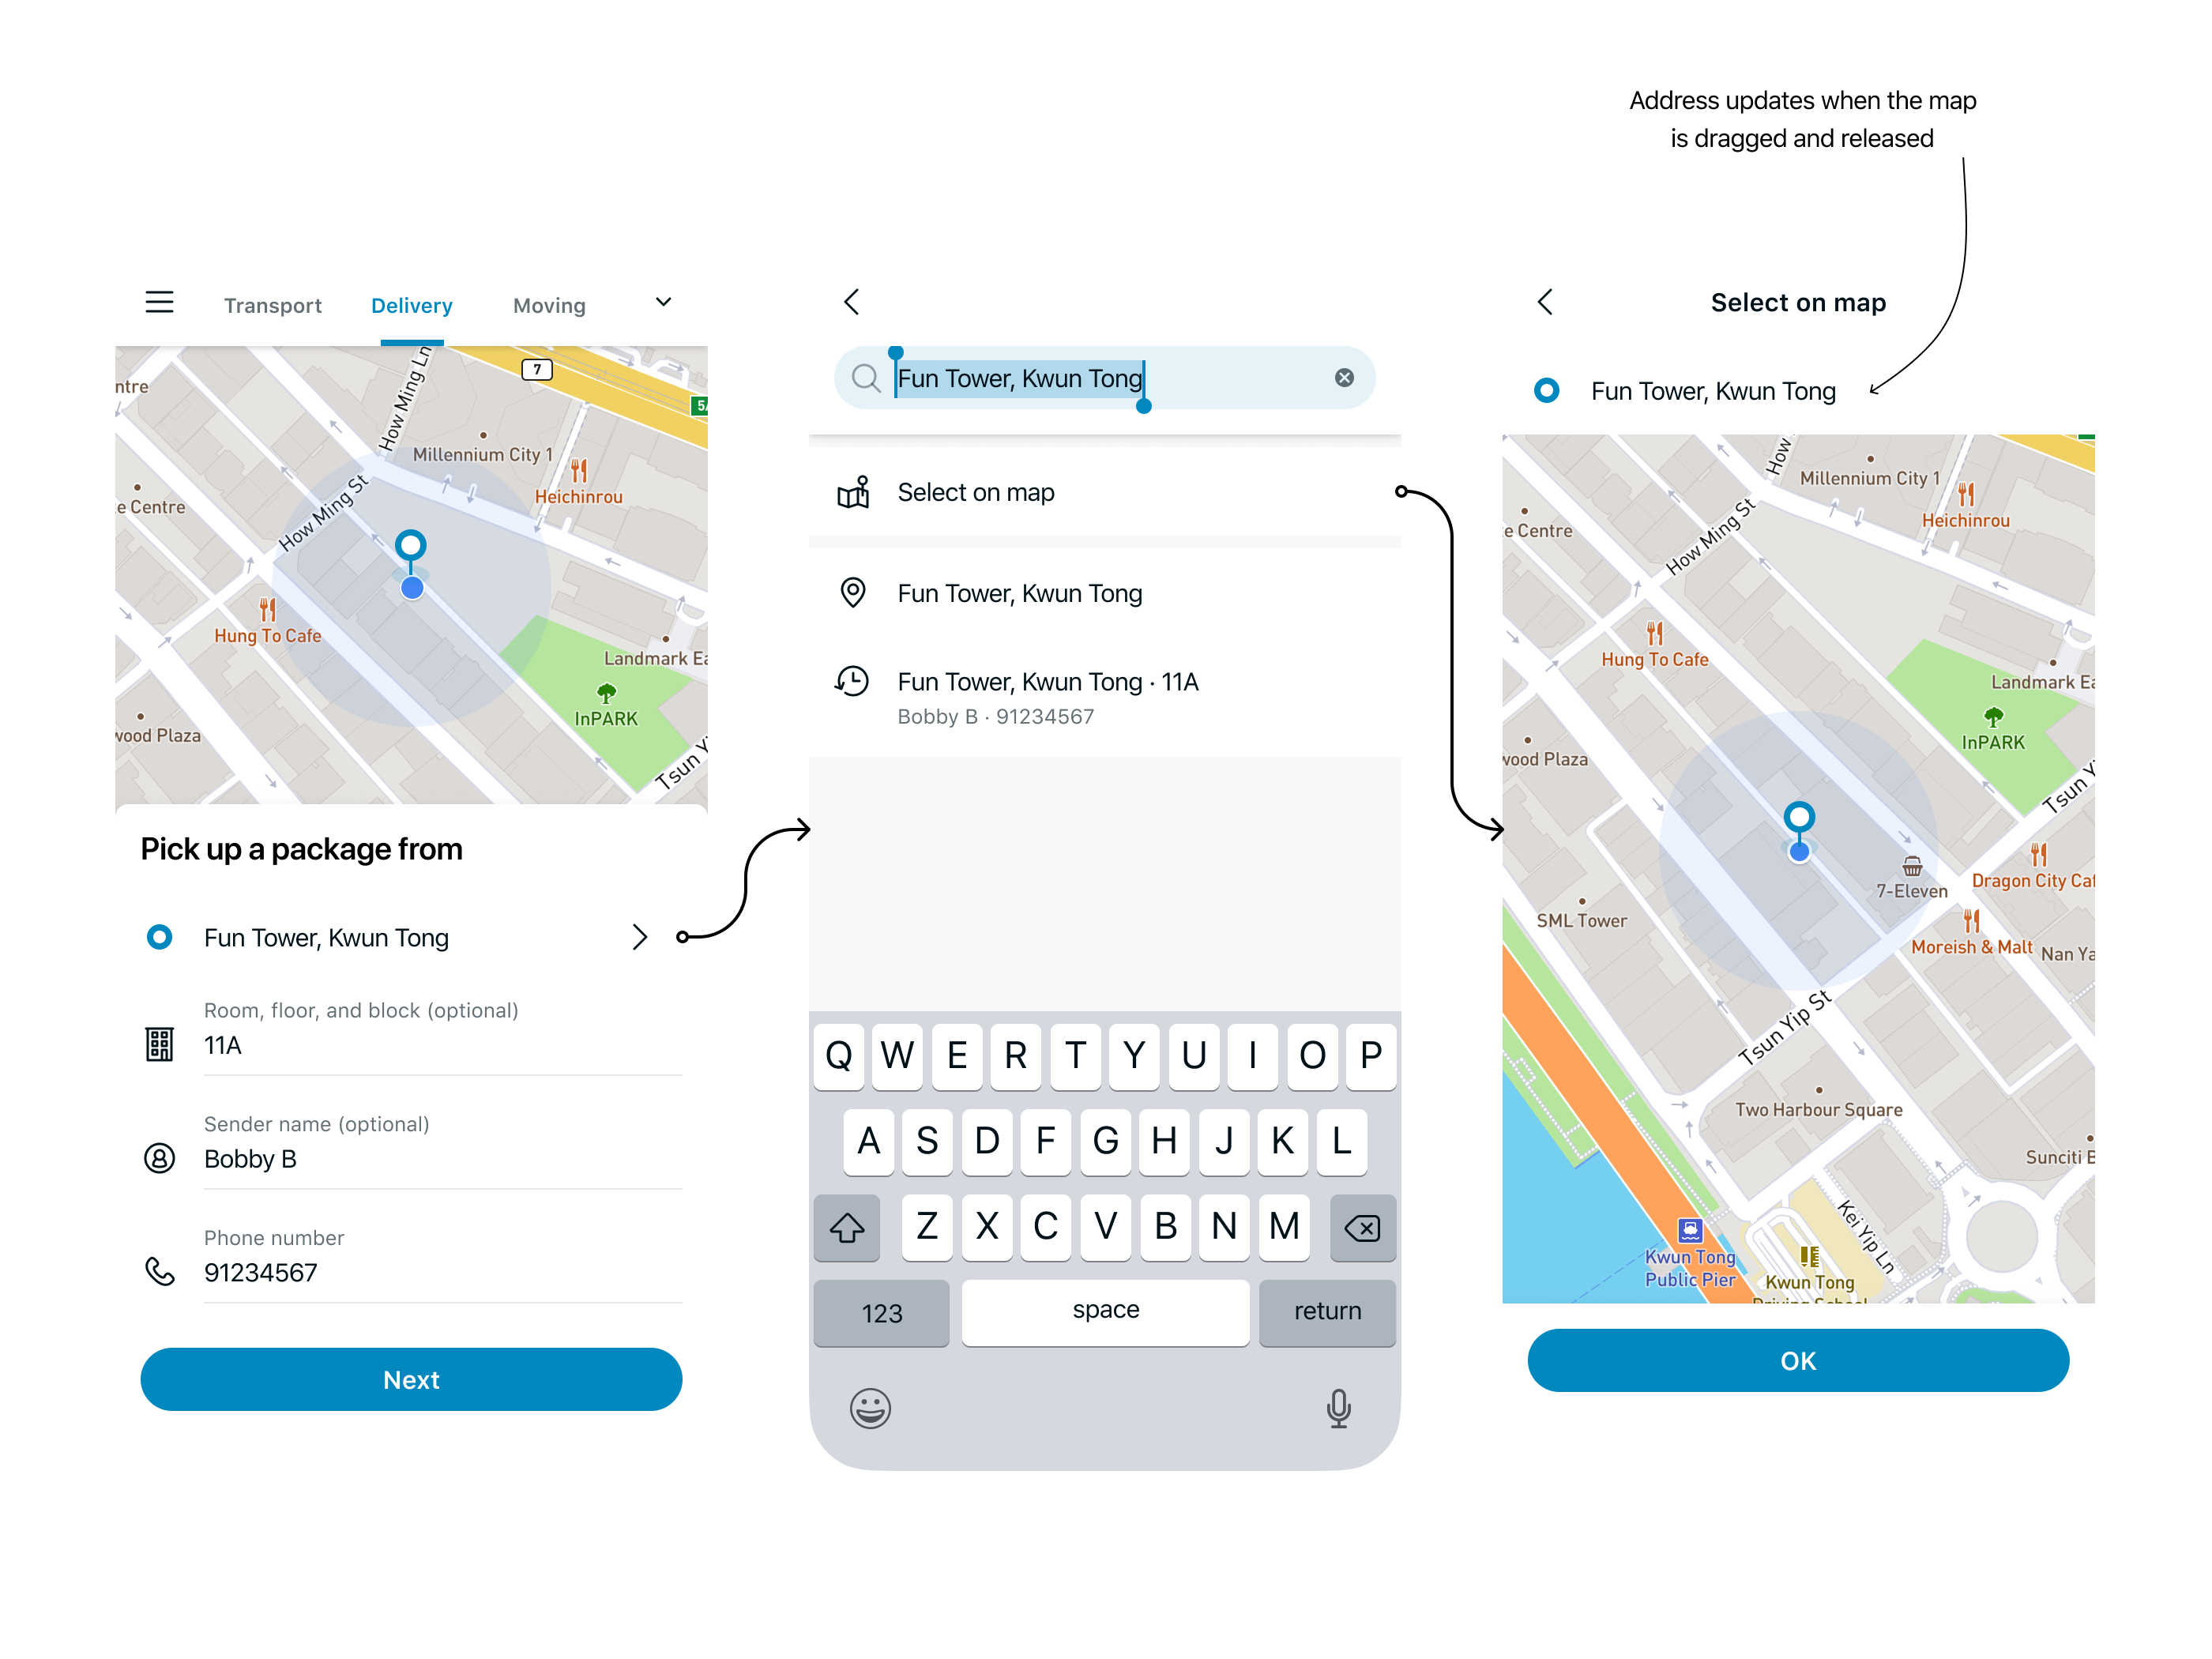 Address updates when the map
is dragged and released
Transport
Delivery
Moving
ntre
How Ming Ln
7
Millennium City 1
Heichinrou
e Centre
How Ming St
Hung To Cafe
Landmark Ea
InPARK
wood Plaza
Tsun Yi
Pick up a package from
Fun Tower, Kwun Tong
Room, floor, and block (optional)
11A
Sender name (optional)
Bobby B
Phone number
91234567
Next
Fun Tower, Kwun Tong
Select on map
Fun Tower, Kwun Tong
Fun Tower, Kwun Tong · 11A
Bobby B · 91234567
Q W E R T Y U I O P
A S D F G H J K L
Z X C V B N M
123 space return
Select on map
Fun Tower, Kwun Tong
How
Millennium City 1
Heichinrou
e Centre
How Ming St
Hung To Cafe
Landmark Ea
InPARK
wood Plaza
Tsun Y
7-Eleven
Dragon City Caf
SML Tower
Moreish & Malt
Nan Ya
Tsun Yip St
Two Harbour Square
Sunciti B
Kei Yip Ln
Kwun Tong
Public Pier
Kwun Tong
Driving School
OK